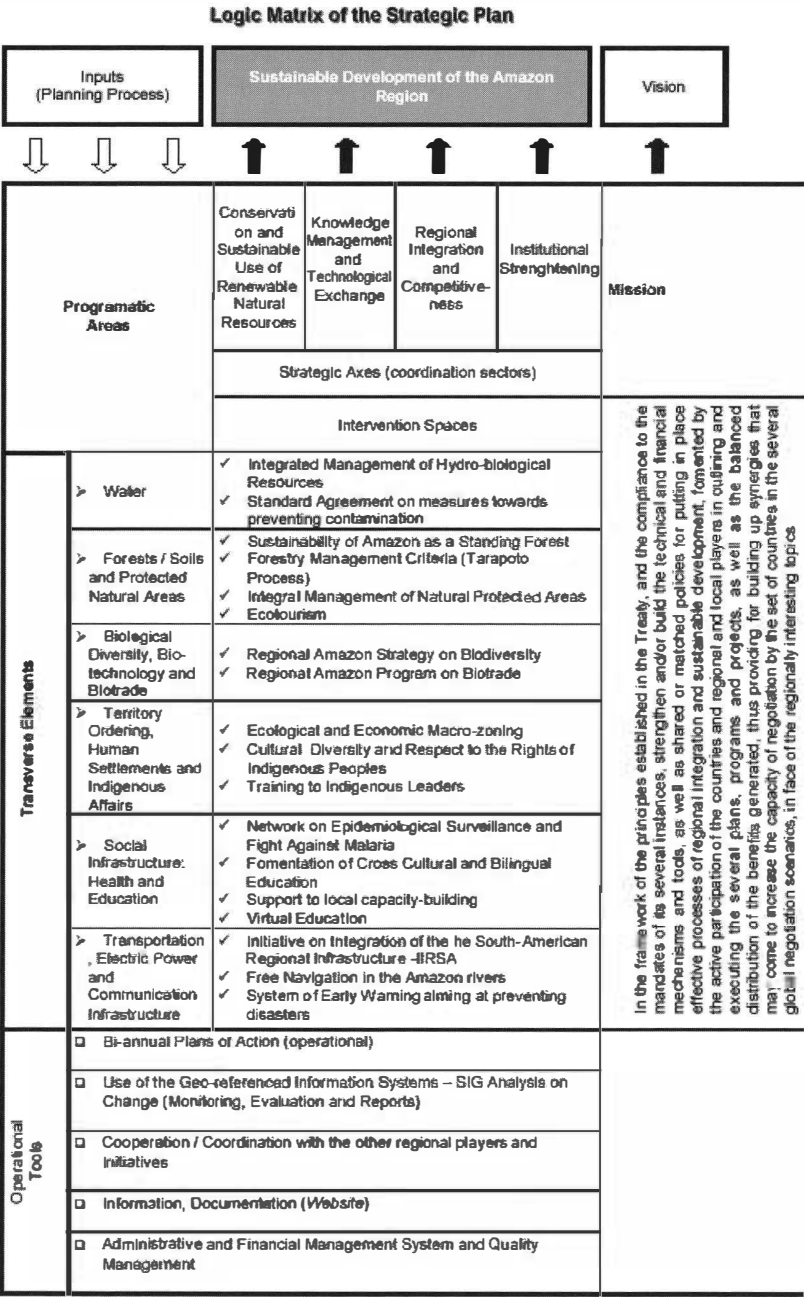 Logic Matrix of the Strategic Plan
Inputs
(Planning Process)
Sustainable Development of the Amazon
Region
Vision
Programatic
Areas
Conservati
on and
Sustainable
Use of
Renewable
Natural
Resources
Knowledge
Management
and
Technological
Exchange
Regional
Integration
and
Competitive-
ness
Institutional
Strenghtening
Mission
Strategic Axes (coordination sectors)
Intervention Spaces
Transverse Elements
➢ Water
✓ Integrated Management of Hydro-biological
Resources
✓ Standard Agreement on measures towards
preventing contamination
➢ Forests / Soils
and Protected
Natural Areas
✓ Sustainability of Amazon as a Standing Forest
✓ Forestry Management Criteria (Tarapoto
Process)
✓ Integral Management of Natural Protected Areas
✓ Ecotourism
➢ Biological
Diversity, Bio-
technology and
Biotrade
✓ Regional Amazon Strategy on Biodiversity
✓ Regional Amazon Program on Biotrade
➢ Territory
Ordering,
Human
Settlements and
Indigenous
Affairs
✓ Ecological and Economic Macro-zoning
✓ Cultural Diversity and Respect to the Rights of
Indigenous Peoples
✓ Training to Indigenous Leaders
➢ Social
Infrastructure:
Health and
Education
✓ Network on Epidemiological Surveillance and
Fight Against Malaria
✓ Fomentation of Cross Cultural and Bilingual
Education
✓ Support to local capacity-building
✓ Virtual Education
➢ Transportation
, Electric Power
and
Communication
Infrastructure
✓ Initiative on Integration of the he South-American
Regional Infrastructure -IIRSA
✓ Free Navigation in the Amazon rivers
✓ System of Early Warning aiming at preventing
disasters
In the framework of the principles established in the Treaty, and the compliance to the
mandates of its several instances, strengthen and/or build the technical and financial
mechanisms and tools, as well as shared or matched policies for putting in place
effective processes of regional integration and sustainable development, fomented by
the active participation of the countries and regional and local players in outlining and
executing the several plans, programs and projects, as well as the balanced
distribution of the benefits generated, thus providing for building up synergies that
may come to increase the capacity of negotiation by the set of countries in the several
global negotiation scenarios, in face of the regionally interesting topics
Operational
Tools
❑ Bi-annual Plans of Action (operational)
❑ Use of the Geo-referenced Information Systems – SIG Analysis on
Change (Monitoring, Evaluation and Reports)
❑ Cooperation / Coordination with the other regional players and
Initiatives
❑ Information, Documentation (Website)
❑ Administrative and Financial Management System and Quality
Management